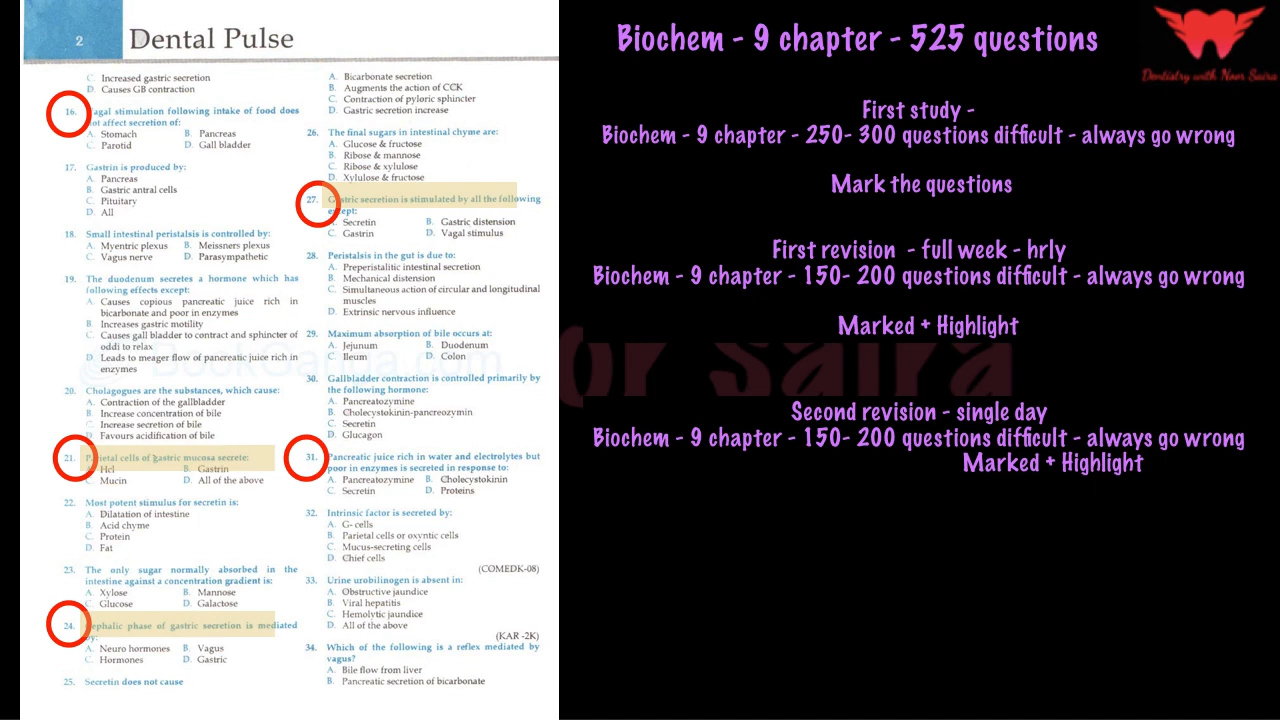 2 Dental Pulse
C. Increased gastric secretion
D. Causes GB contraction
16. agal stimulation following intake of food does
not affect secretion of:
A. Stomach B. Pancreas
C. Parotid D. Gall bladder
17. Gastrin is produced by:
A. Pancreas
B. Gastric antral cells
C. Pituitary
D. All
18. Small intestinal peristalsis is controlled by:
A. Myentric plexus B. Meissners plexus
C. Vagus nerve D. Parasympathetic
19. The duodenum secretes a hormone which has
following effects except:
A. Causes copious pancreatic juice rich in
bicarbonate and poor in enzymes
B. Increases gastric motility
C. Causes gall bladder to contract and sphincter of
oddi to relax
D. Leads to meager flow of pancreatic juice rich in
enzymes
20. Cholagogues are the substances, which cause:
A. Contraction of the gallbladder
B. Increase concentration of bile
C. Increase secretion of bile
D. Favours acidification of bile
21. Parietal cells of gastric mucosa secrete:
A. Hcl B. Gastrin
C. Mucin D. All of the above
22. Most potent stimulus for secretin is:
A. Dilatation of intestine
B. Acid chyme
C. Protein
D. Fat
23. The only sugar normally absorbed in the
intestine against a concentration gradient is:
A. Xylose B. Mannose
C. Glucose D. Galactose
24. Cephalic phase of gastric secretion is mediated
by:
A. Neuro hormones B. Vagus
C. Hormones D. Gastric
25. Secretin does not cause
A. Bicarbonate secretion
B. Augments the action of CCK
C. Contraction of pyloric sphincter
D. Gastric secretion increase
26. The final sugars in intestinal chyme are:
A. Glucose & fructose
B. Ribose & mannose
C. Ribose & xylulose
D. Xylulose & fructose
27. Gastric secretion is stimulated by all the following
except:
A. Secretin B. Gastric distension
C. Gastrin D. Vagal stimulus
28. Peristalsis in the gut is due to:
A. Preperistalitic intestinal secretion
B. Mechanical distension
C. Simultaneous action of circular and longitudinal
muscles
D. Extrinsic nervous influence
29. Maximum absorption of bile occurs at:
A. Jejunum B. Duodenum
C. Ileum D. Colon
30. Gallbladder contraction is controlled primarily by
the following hormone:
A. Pancreatozymine
B. Cholecystokinin-pancreozymin
C. Secretin
D. Glucagon
31. Pancreatic juice rich in water and electrolytes but
poor in enzymes is secreted in response to:
A. Pancreatozymine B. Cholecystokinin
C. Secretin D. Proteins
32. Intrinsic factor is secreted by:
A. G- cells
B. Parietal cells or oxyntic cells
C. Mucus-secreting cells
D. Chief cells
(COMEDK-08)
33. Urine urobilinogen is absent in:
A. Obstructive jaundice
B. Viral hepatitis
C. Hemolytic jaundice
D. All of the above
(KAR -2K)
34. Which of the following is a reflex mediated by
vagus?
A. Bile flow from liver
B. Pancreatic secretion of bicarbonate
Biochem - 9 chapter - 525 questions
Dentistry with Noor Saira
First study -
Biochem - 9 chapter - 250- 300 questions difficult - always go wrong
Mark the questions
First revision - full week - hrly
Biochem - 9 chapter - 150- 200 questions difficult - always go wrong
Marked + Highlight
or Saira
Second revision - single day
Biochem - 9 chapter - 150- 200 questions difficult - always go wrong
Marked + Highlight